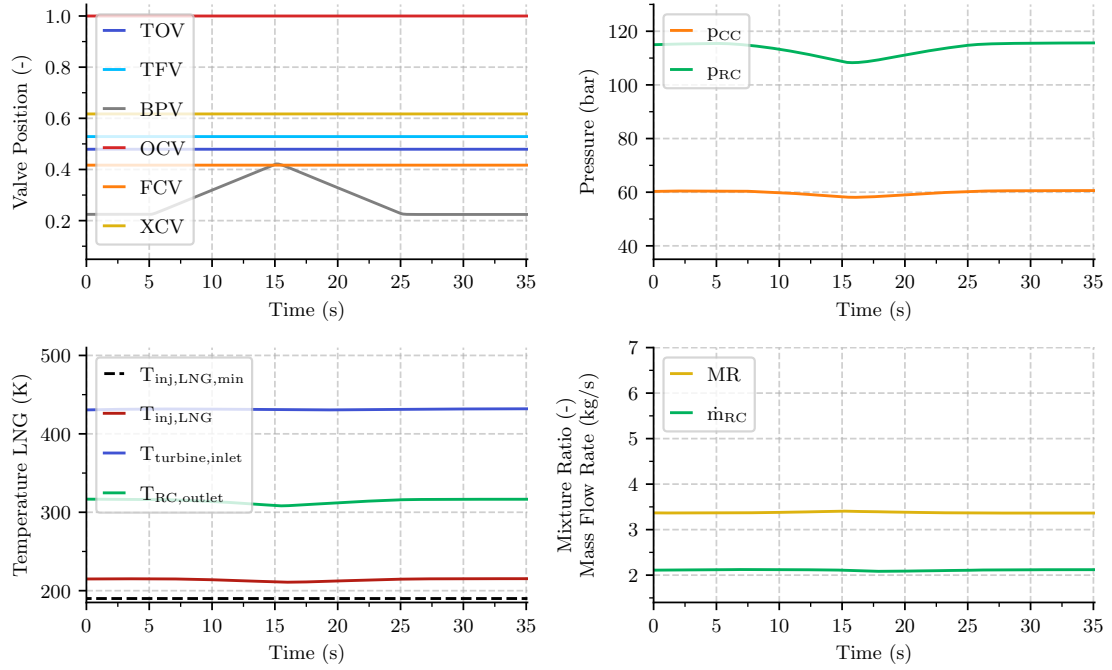 1.0
0.8
0.6
0.4
0.2
Valve Position (-)
TOV
TFV
BPV
OCV
FCV
XCV
0 5 10 15 20 25 30 35
Time (s)
120
100
80
60
40
Pressure (bar)
pCC
pRC
0 5 10 15 20 25 30 35
Time (s)
500
400
300
200
Temperature LNG (K)
Tinj,LNG,min
Tinj,LNG
Tturbine,inlet
TRC,outlet
0 5 10 15 20 25 30 35
Time (s)
7
6
5
4
3
2
Mixture Ratio (-)
Mass Flow Rate (kg/s)
MR
ṁRC
0 5 10 15 20 25 30 35
Time (s)